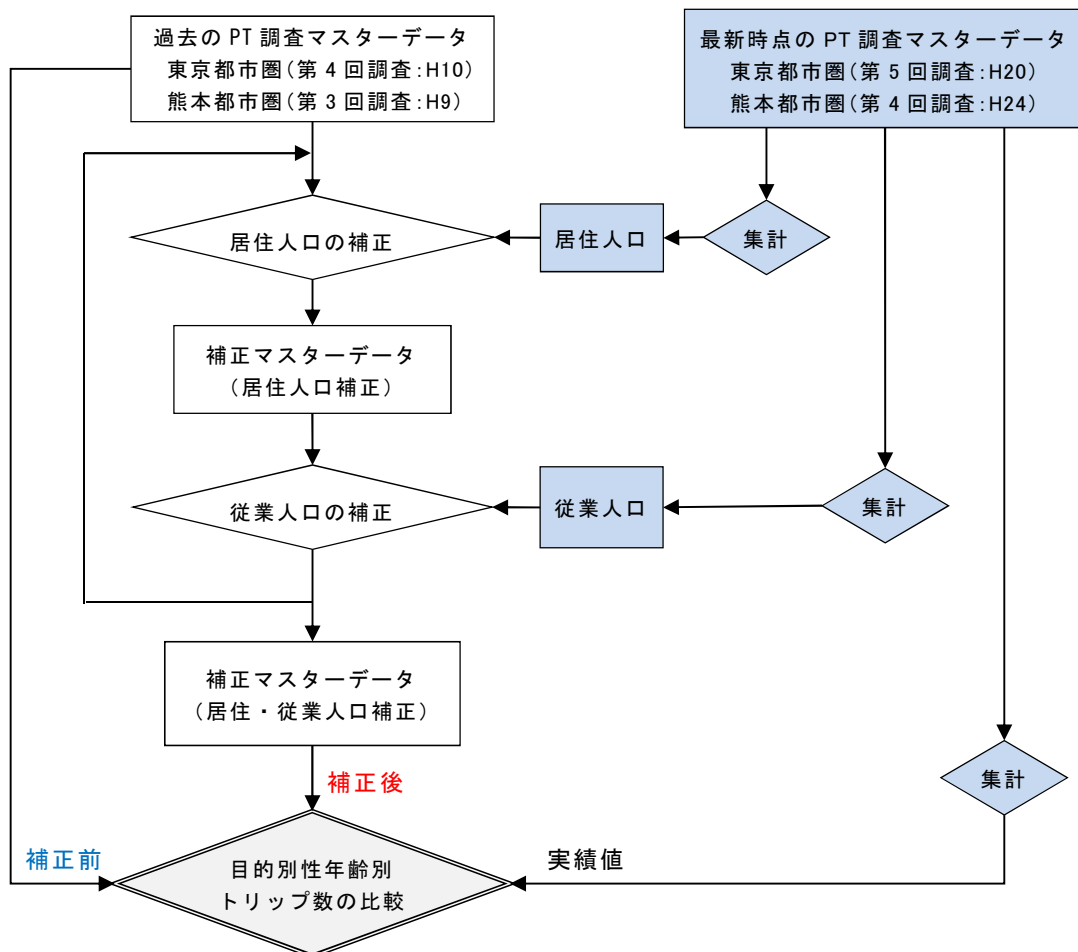 過去の PT 調査マスターデータ
東京都市圏(第 4 回調査:H10)
熊本都市圏(第 3 回調査:H9)
最新時点の PT 調査マスターデータ
東京都市圏(第 5 回調査:H20)
熊本都市圏(第 4 回調査:H24)
居住人口の補正
居住人口
集計
補正マスターデータ
(居住人口補正)
従業人口の補正
従業人口
集計
補正マスターデータ
(居住・従業人口補正)
補正後
集計
補正前
目的別性年齢別
トリップ数の比較
実績値